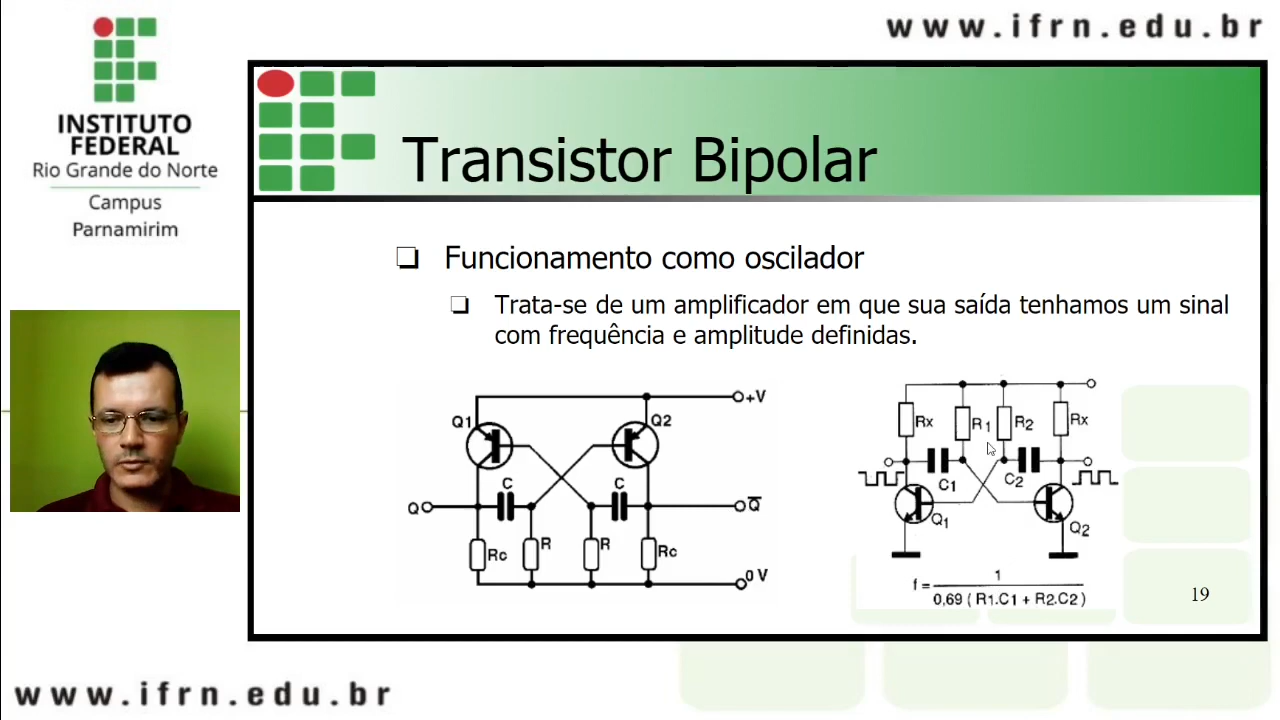 www.ifrn.edu.br
INSTITUTO
FEDERAL
Rio Grande do Norte
Campus
Parnamirim
Transistor Bipolar
Funcionamento como oscilador
Trata-se de um amplificador em que sua saída tenhamos um sinal
com frequência e amplitude definidas.
+V
Q1 Q2
C C
Q Q̅
Rc R R Rc
0 V
Rx R1 R2 Rx
C1 C2
Q1 Q2
f = 1
0,69 ( R1.C1 + R2.C2 )
19
www.ifrn.edu.br